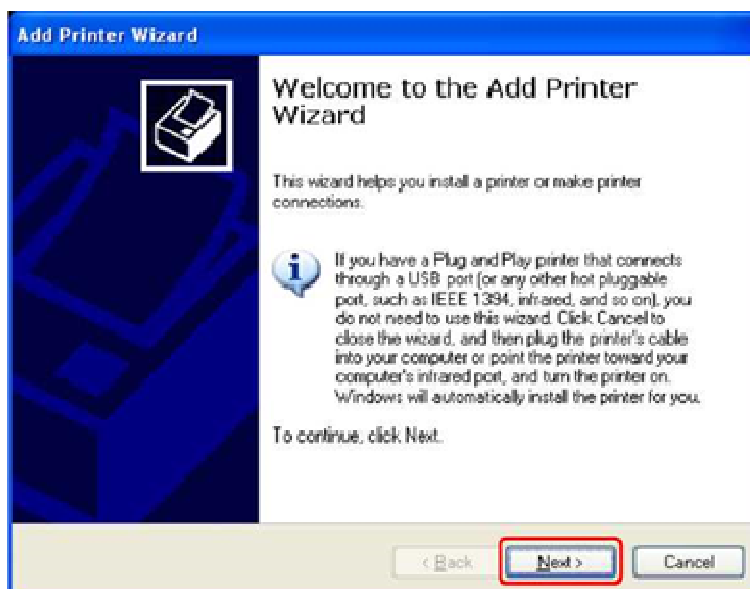 Add Printer Wizard
Welcome to the Add Printer
Wizard
This wizard helps you install a printer or make printer
connections.
If you have a Plug and Play printer that connects
through a USB port (or any other hot pluggable
port, such as IEEE 1394, infrared, and so on), you
do not need to use this wizard. Click Cancel to
close the wizard, and then plug the printer's cable
into your computer or point the printer toward your
computer's infrared port, and turn the printer on.
Windows will automatically install the printer for you.
To continue, click Next.
< Back Next > Cancel